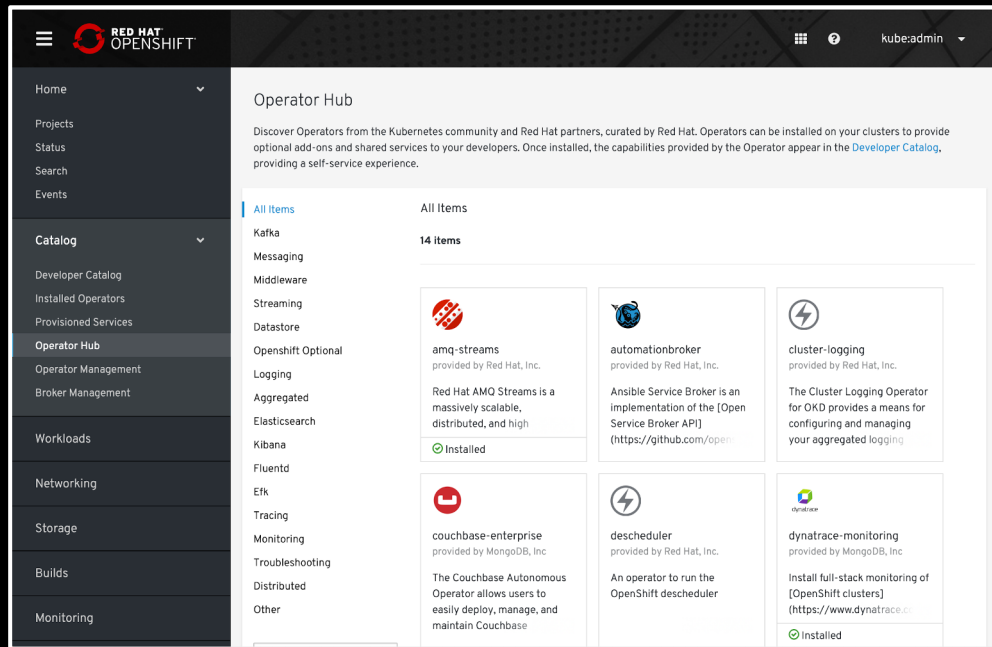 RED HAT
OPENSHIFT
kube:admin
Home
Projects
Status
Search
Events
Catalog
Developer Catalog
Installed Operators
Provisioned Services
Operator Hub
Operator Management
Broker Management
Workloads
Networking
Storage
Builds
Monitoring
Operator Hub
Discover Operators from the Kubernetes community and Red Hat partners, curated by Red Hat. Operators can be installed on your clusters to provide
optional add-ons and shared services to your developers. Once installed, the capabilities provided by the Operator appear in the Developer Catalog,
providing a self-service experience.
All Items
Kafka
Messaging
Middleware
Streaming
Datastore
Openshift Optional
Logging
Aggregated
Elasticsearch
Kibana
Fluentd
Efk
Tracing
Monitoring
Troubleshooting
Distributed
Other
All Items
14 items
amq-streams
provided by Red Hat, Inc.
Red Hat AMQ Streams is a
massively scalable,
distributed, and high
Installed
automationbroker
provided by Red Hat, Inc.
Ansible Service Broker is an
implementation of the [Open
Service Broker API]
(https://github.com/open
cluster-logging
provided by Red Hat, Inc.
The Cluster Logging Operator
for OKD provides a means for
configuring and managing
your aggregated logging
couchbase-enterprise
provided by MongoDB, Inc
The Couchbase Autonomous
Operator allows users to
easily deploy, manage, and
maintain Couchbase
descheduler
provided by Red Hat, Inc.
An operator to run the
OpenShift descheduler
dynatrace
dynatrace-monitoring
provided by MongoDB, Inc
Install full-stack monitoring of
[OpenShift clusters]
(https://www.dynatrace.c
Installed